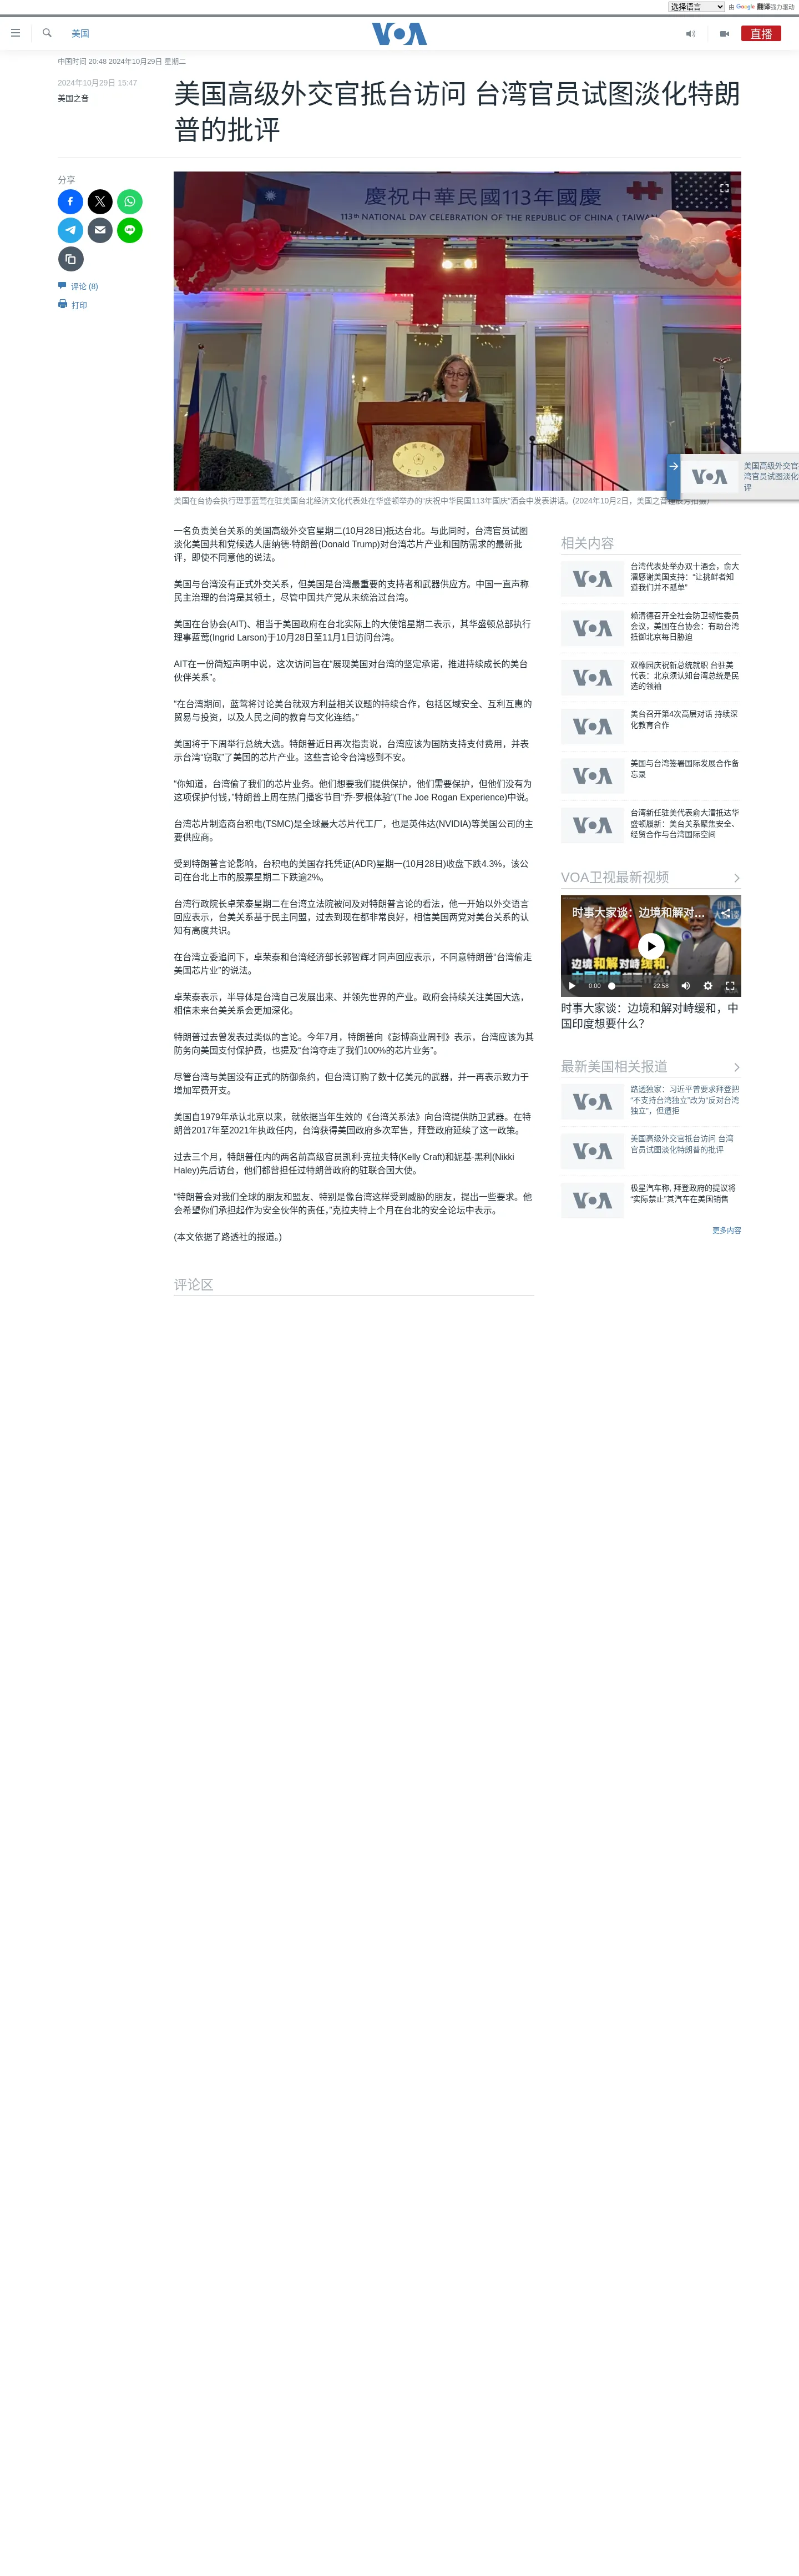 选择语言
由 Google 翻译强力驱动
美国
VOA
直播
中国时间 20:48 2024年10月29日 星期二
2024年10月29日 15:47
美国之音
美国高级外交官抵台访问 台湾官员试图淡化特朗
普的批评
分享
评论 (8)
打印
慶祝中華民國113年國慶
113th NATIONAL DAY CELEBRATION OF THE REPUBLIC OF CHINA ( TAIWAN )
美国在台协会执行理事蓝莺在驻美国台北经济文化代表处在华盛顿举办的“庆祝中华民国113年国庆”酒会中发表讲话。(2024年10月2日，美国之音
美国高级外交官
湾官员试图淡化
评
一名负责美台关系的美国高级外交官星期二(10月28日)抵达台北。与此同时，台湾官员试图
淡化美国共和党候选人唐纳德·特朗普(Donald Trump)对台湾芯片产业和国防需求的最新批
评，即使不同意他的说法。
美国与台湾没有正式外交关系，但美国是台湾最重要的支持者和武器供应方。中国一直声称
民主治理的台湾是其领土，尽管中国共产党从未统治过台湾。
美国在台协会(AIT)、相当于美国政府在台北实际上的大使馆星期二表示，其华盛顿总部执行
理事蓝莺(Ingrid Larson)于10月28日至11月1日访问台湾。
AIT在一份简短声明中说，这次访问旨在“展现美国对台湾的坚定承诺，推进持续成长的美台
伙伴关系”。
“在台湾期间，蓝莺将讨论美台就双方利益相关议题的持续合作，包括区域安全、互利互惠的
贸易与投资，以及人民之间的教育与文化连结。”
美国将于下周举行总统大选。特朗普近日再次指责说，台湾应该为国防支持支付费用，并表
示台湾“窃取”了美国的芯片产业。这些言论令台湾感到不安。
“你知道，台湾偷了我们的芯片业务。他们想要我们提供保护，他们需要保护，但他们没有为
这项保护付钱，”特朗普上周在热门播客节目“乔·罗根体验”(The Joe Rogan Experience)中说。
台湾芯片制造商台积电(TSMC)是全球最大芯片代工厂，也是英伟达(NVIDIA)等美国公司的主
要供应商。
受到特朗普言论影响，台积电的美国存托凭证(ADR)星期一(10月28日)收盘下跌4.3%，该公
司在台北上市的股票星期二下跌逾2%。
台湾行政院长卓荣泰星期二在台湾立法院被问及对特朗普言论的看法，他一开始以外交语言
回应表示，台美关系基于民主同盟，过去到现在都非常良好，相信美国两党对美台关系的认
知有高度共识。
在台湾立委追问下，卓荣泰和台湾经济部长郭智辉才同声回应表示，不同意特朗普“台湾偷走
美国芯片业”的说法。
卓荣泰表示，半导体是台湾自己发展出来、并领先世界的产业。政府会持续关注美国大选，
相信未来台美关系会更加深化。
特朗普过去曾发表过类似的言论。今年7月，特朗普向《彭博商业周刊》表示，台湾应该为其
防务向美国支付保护费，也提及“台湾夺走了我们100%的芯片业务”。
尽管台湾与美国没有正式的防御条约，但台湾订购了数十亿美元的武器，并一再表示致力于
增加军费开支。
美国自1979年承认北京以来，就依据当年生效的《台湾关系法》向台湾提供防卫武器。在特
朗普2017年至2021年执政任内，台湾获得美国政府多次军售，拜登政府延续了这一政策。
过去三个月，特朗普任内的两名前高级官员凯利·克拉夫特(Kelly Craft)和妮基·黑利(Nikki
Haley)先后访台，他们都曾担任过特朗普政府的驻联合国大使。
“特朗普会对我们全球的朋友和盟友、特别是像台湾这样受到威胁的朋友，提出一些要求。他
会希望你们承担起作为安全伙伴的责任，”克拉夫特上个月在台北的安全论坛中表示。
(本文依据了路透社的报道。)
评论区
相关内容
VOA
台湾代表处举办双十酒会，俞大
㵢感谢美国支持：“让挑衅者知
道我们并不孤单”
VOA
赖清德召开全社会防卫韧性委员
会议，美国在台协会：有助台湾
抵御北京每日胁迫
VOA
双橡园庆祝新总统就职 台驻美
代表：北京须认知台湾总统是民
选的领袖
VOA
美台召开第4次高层对话 持续深
化教育合作
VOA
美国与台湾签署国际发展合作备
忘录
VOA
台湾新任驻美代表俞大㵢抵达华
盛顿履新：美台关系聚焦安全、
经贸合作与台湾国际空间
VOA卫视最新视频
时事大家谈：边境和解对...
边境和解对峙缓和，
中国印度想要什么？
0:00
22:58
时事大家谈：边境和解对峙缓和，中
国印度想要什么？
最新美国相关报道
VOA
路透独家：习近平曾要求拜登把
“不支持台湾独立”改为“反对台湾
独立”，但遭拒
VOA
美国高级外交官抵台访问 台湾
官员试图淡化特朗普的批评
VOA
极星汽车称, 拜登政府的提议将
“实际禁止”其汽车在美国销售
更多内容